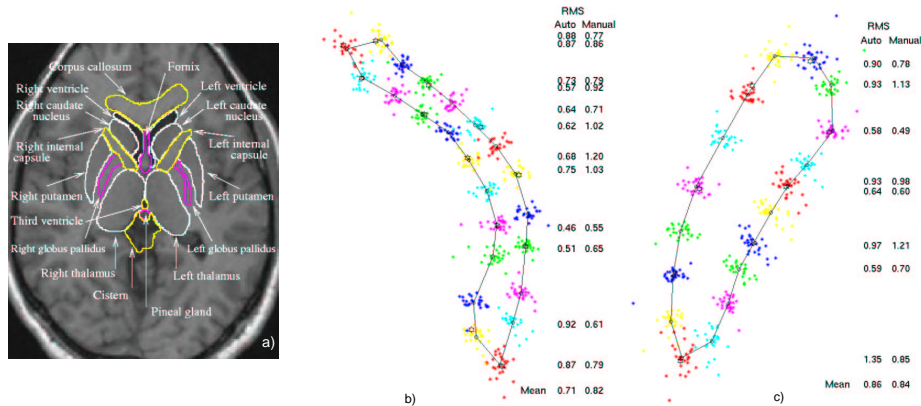 Corpus callosum
Fornix
Right ventricle
Left ventricle
Right caudate
nucleus
Left caudate
nucleus
Right internal
capsule
Left internal
capsule
Right putamen
Left putamen
Third ventricle
Right globus pallidus
Left globus pallidus
Right thalamus
Left thalamus
Cistern
Pineal gland
a)
RMS
Auto Manual
0.88 0.77
0.87 0.86
0.73 0.79
0.57 0.92
0.64 0.71
0.62 1.02
0.68 1.20
0.75 1.03
0.46 0.55
0.51 0.65
0.92 0.61
0.87 0.79
Mean 0.71 0.82
b)
RMS
Auto Manual
0.90 0.78
0.93 1.13
0.58 0.49
0.93 0.98
0.64 0.60
0.97 1.21
0.59 0.70
1.35 0.85
Mean 0.86 0.84
c)